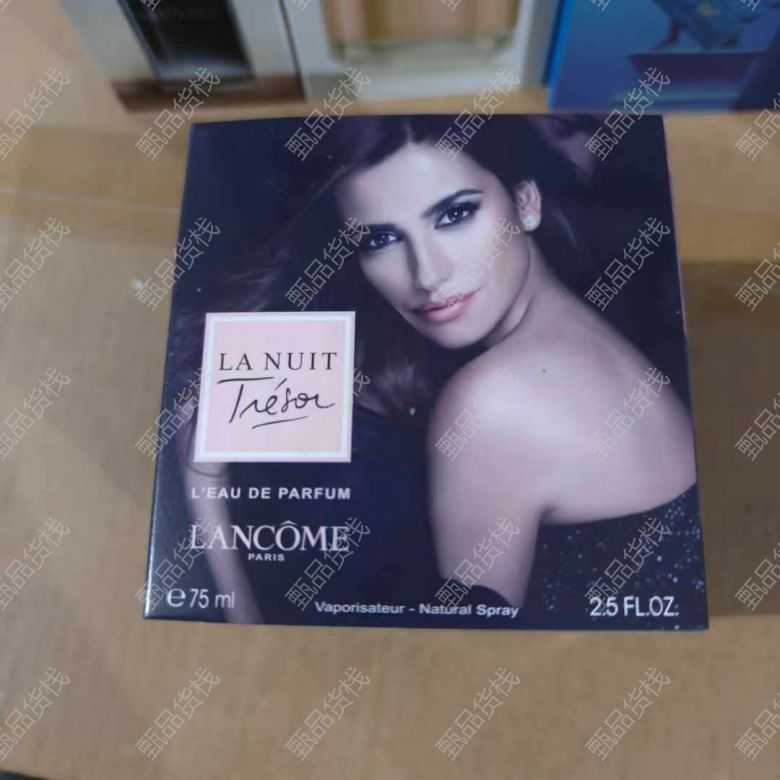 LA NUIT
Trésor
L'EAU DE PARFUM
LANCÔME
PARIS
e 75 ml
Vaporisateur - Natural Spray
2.5 FL.OZ.
甄品货栈